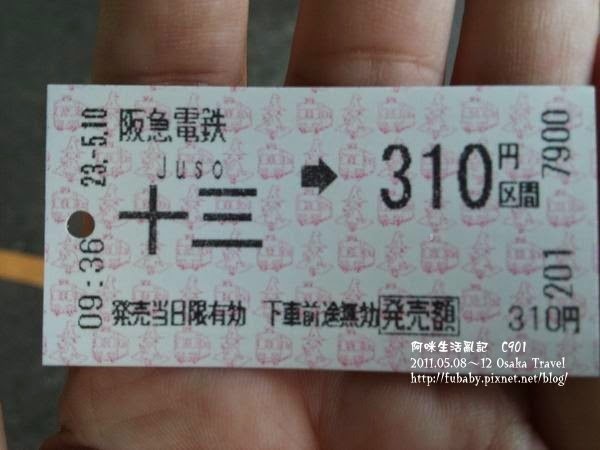 阪急電鉄
Juso
十三 ➡ 310円区間
発売当日限有効 下車前途無効 発売額 310円
09:36 23.-5.10
201 7900
阿咪生活亂記 C901
2011.05.08～12 Osaka Travel
http://fubaby.pixnet.net/blog/